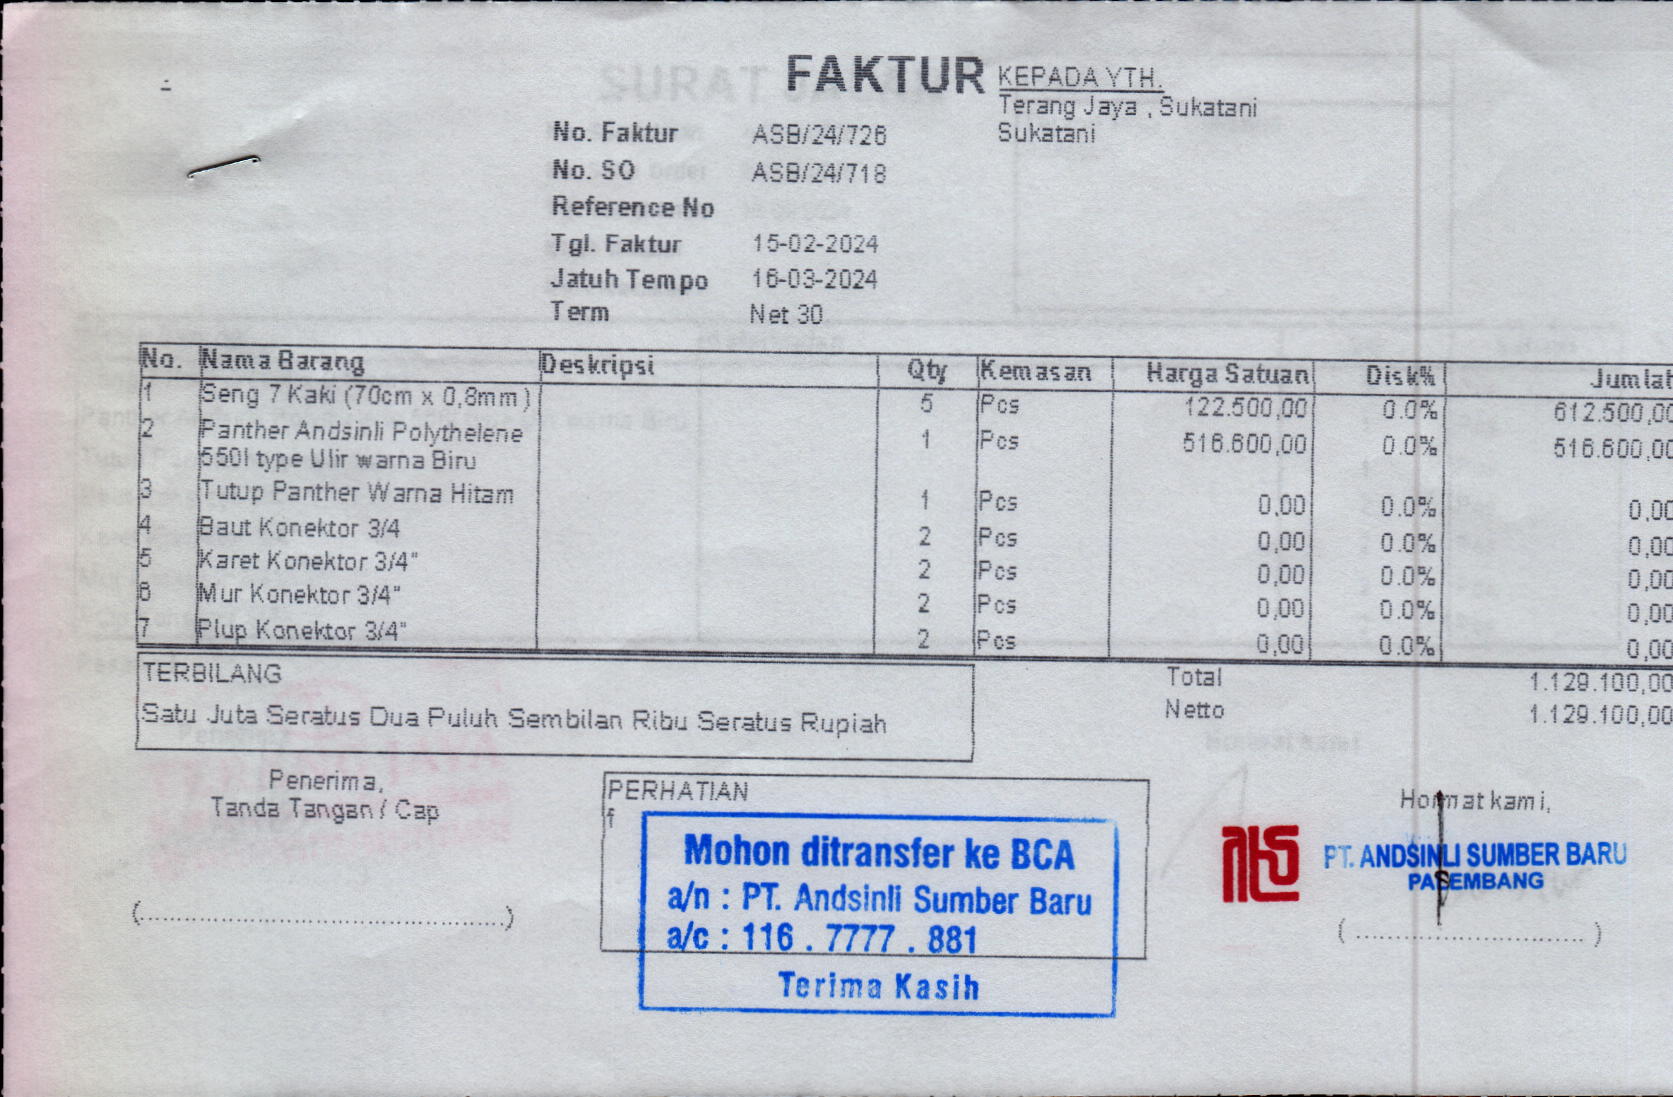 FAKTUR
KEPADA YTH.
Terang Jaya , Sukatani
Sukatani
No. Faktur ASB/24/726
No. SO ASB/24/718
Reference No
Tgl. Faktur 15-02-2024
Jatuh Tempo 16-03-2024
Term Net 30
No. Nama Barang Deskripsi Qty Kemasan Harga Satuan Disk% Jumlah
1 Seng 7 Kaki (70cm x 0,8mm) 5 Pcs 122.500,00 0.0% 612.500,00
2 Panther Andsinli Polythelene 1 Pcs 516.600,00 0.0% 516.600,00
550l type Ulir warna Biru
3 Tutup Panther Warna Hitam 1 Pcs 0,00 0.0% 0,00
4 Baut Konektor 3/4 2 Pcs 0,00 0.0% 0,00
5 Karet Konektor 3/4" 2 Pcs 0,00 0.0% 0,00
6 Mur Konektor 3/4" 2 Pcs 0,00 0.0% 0,00
7 Plup Konektor 3/4" 2 Pcs 0,00 0.0% 0,00
TERBILANG
Satu Juta Seratus Dua Puluh Sembilan Ribu Seratus Rupiah
Total 1.129.100,00
Netto 1.129.100,00
Penerima,
Tanda Tangan / Cap
(.......................................)
PERHATIAN
f
Mohon ditransfer ke BCA
a/n : PT. Andsinli Sumber Baru
a/c : 116 . 7777 . 881
Terima Kasih
Hormat kami,
PT. ANDSINLI SUMBER BARU
PALEMBANG
(.............................)